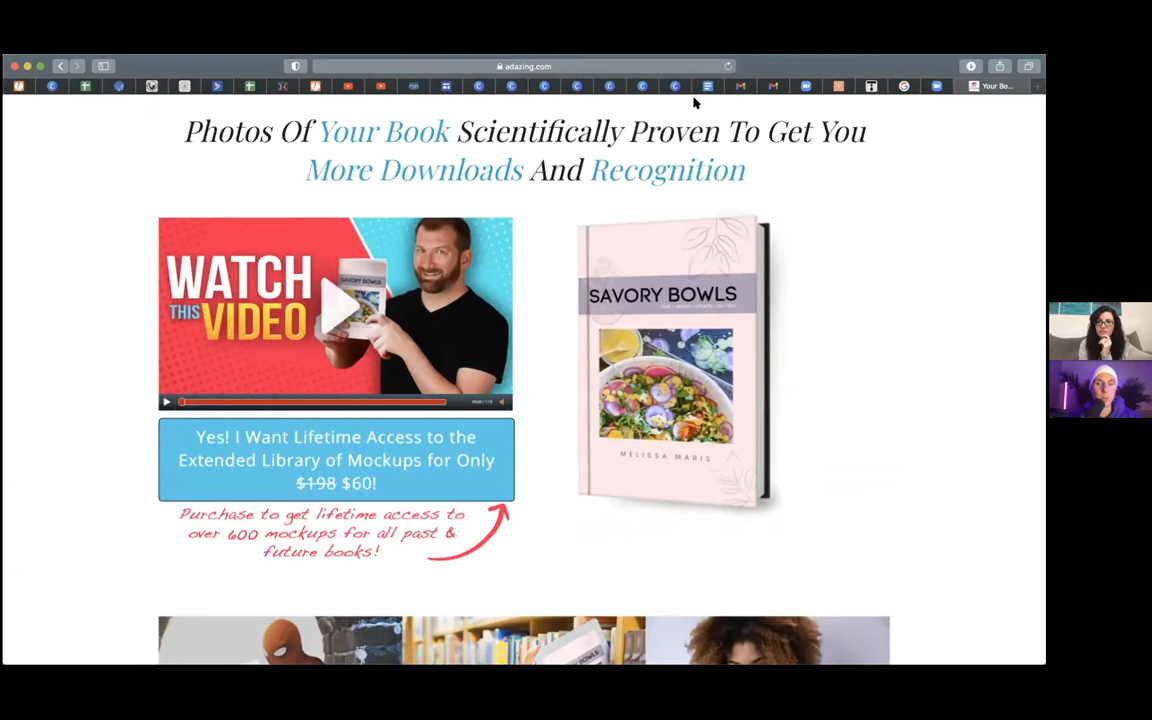 adazing.com
Your Bo...
Photos Of Your Book Scientifically Proven To Get You
More Downloads And Recognition
WATCH
THIS VIDEO
SAVORY BOWLS
MELISSA MARIS
Yes! I Want Lifetime Access to the
Extended Library of Mockups for Only
$198 $60!
Purchase to get lifetime access to
over 600 mockups for all past &
future books!